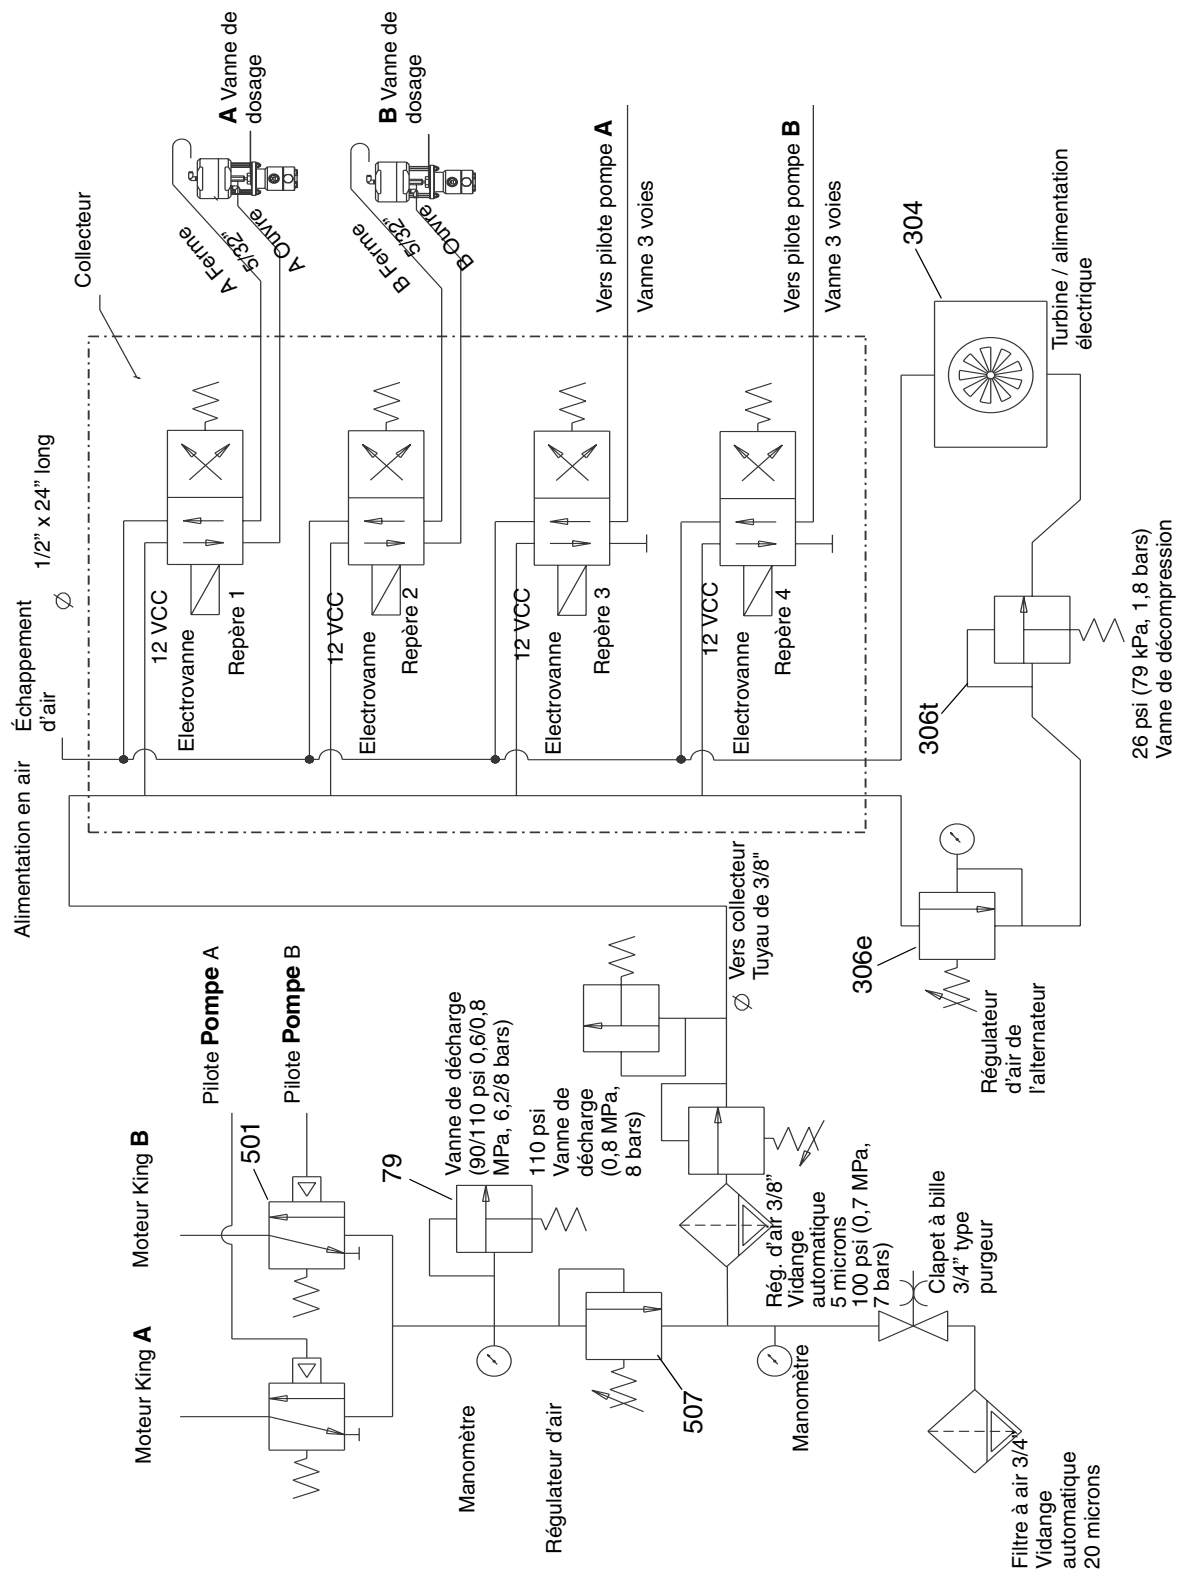 Alimentation en air
Échappement
d'air
Ø 1/2" x 24" long
Collecteur
12 VCC
Electrovanne
Repère 1
12 VCC
Electrovanne
Repère 2
12 VCC
Electrovanne
Repère 3
12 VCC
Electrovanne
Repère 4
A Ferme
5/32"
A Ouvre
A Vanne de
dosage
B Ferme
5/32"
B Ouvre
B Vanne de
dosage
Vers pilote pompe A
Vanne 3 voies
Vers pilote pompe B
Vanne 3 voies
304
Turbine / alimentation
électrique
306t
26 psi (79 kPa, 1,8 bars)
Vanne de décompression
306e
Régulateur
d'air de
l'alternateur
Moteur King A
Moteur King B
Pilote Pompe A
Pilote Pompe B
501
79
Vanne de décharge
(90/110 psi 0,6/0,8
MPa, 6,2/8 bars)
110 psi
Vanne de
décharge
(0,8 MPa,
8 bars)
Ø Vers collecteur
Tuyau de 3/8"
Manomètre
Régulateur d'air
507
Manomètre
Rég. d'air 3/8"
Vidange
automatique
5 microns
100 psi (0,7 MPa,
7 bars)
Clapet à bille
3/4" type
purgeur
Filtre à air 3/4"
Vidange
automatique
20 microns